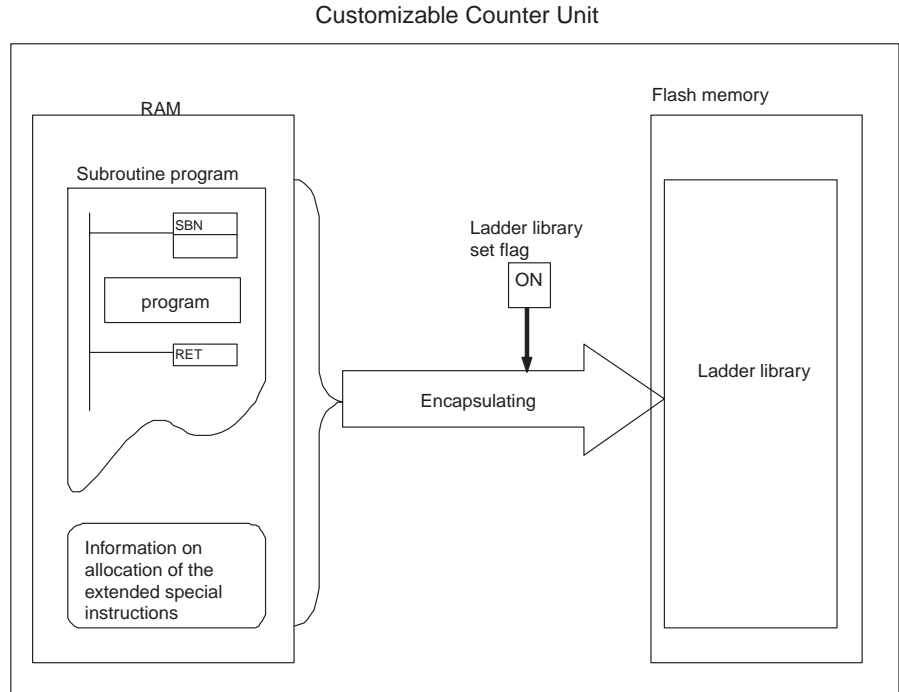 Customizable Counter Unit
RAM
Flash memory
Subroutine program
SBN
program
RET
Ladder library
set flag
ON
Encapsulating
Ladder library
Information on
allocation of the
extended special
instructions